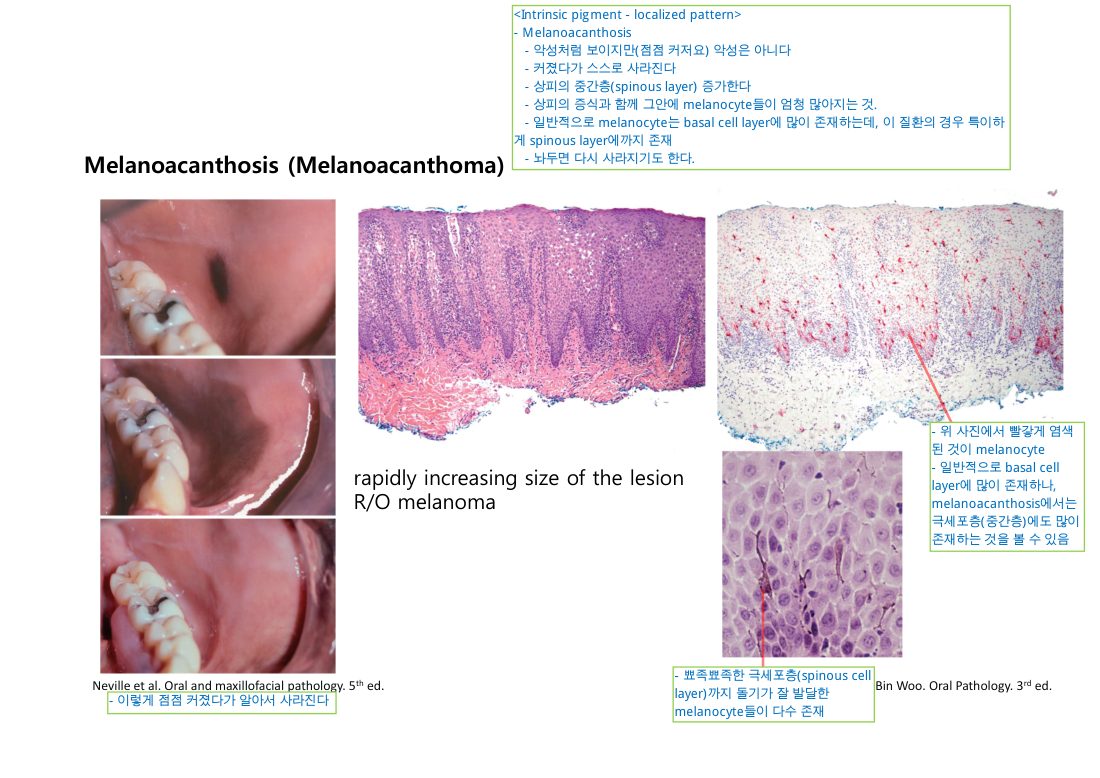 <Intrinsic pigment - localized pattern>
- Melanoacanthosis
- 악성처럼 보이지만(점점 커저요) 악성은 아니다
- 커졌다가 스스로 사라진다
- 상피의 중간층(spinous layer) 증가한다
- 상피의 증식과 함께 그안에 melanocyte들이 엄청 많아지는 것.
- 일반적으로 melanocyte는 basal cell layer에 많이 존재하는데, 이 질환의 경우 특이하
게 spinous layer에까지 존재
- 놔두면 다시 사라지기도 한다.
Melanoacanthosis (Melanoacanthoma)
rapidly increasing size of the lesion
R/O melanoma
- 위 사진에서 빨갛게 염색
된 것이 melanocyte
- 일반적으로 basal cell
layer에 많이 존재하나,
melanoacanthosis에서는
극세포층(중간층)에도 많이
존재하는 것을 볼 수 있음
Neville et al. Oral and maxillofacial pathology. 5th ed.
- 이렇게 점점 커졌다가 알아서 사라진다
- 뾰족뾰족한 극세포층(spinous cell
layer)까지 돌기가 잘 발달한
melanocyte들이 다수 존재
Bin Woo. Oral Pathology. 3rd ed.